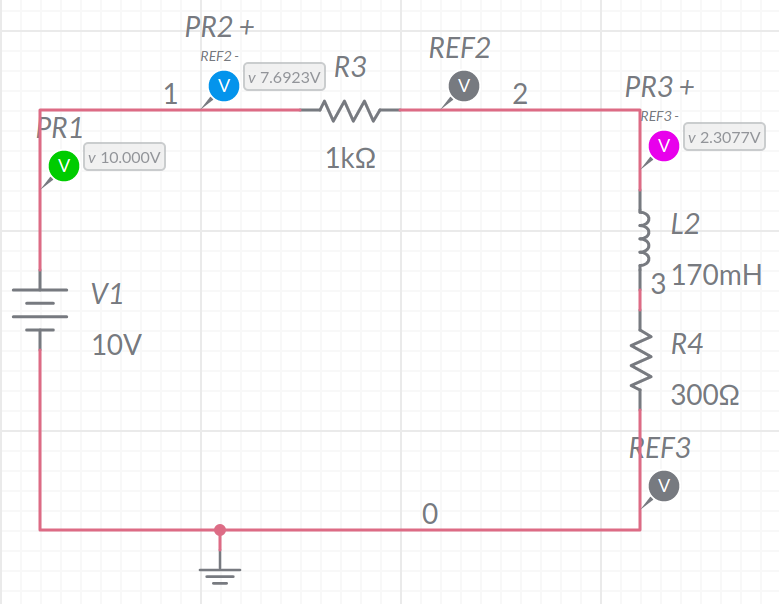 PR2 +
REF2 -
v 7.6923V
R3
REF2
1
V
V
2
PR3 +
REF3 -
v 2.3077V
PR1
V
v 10.000V
1kΩ
V
L2
170mH
3
V1
10V
R4
300Ω
REF3
V
0